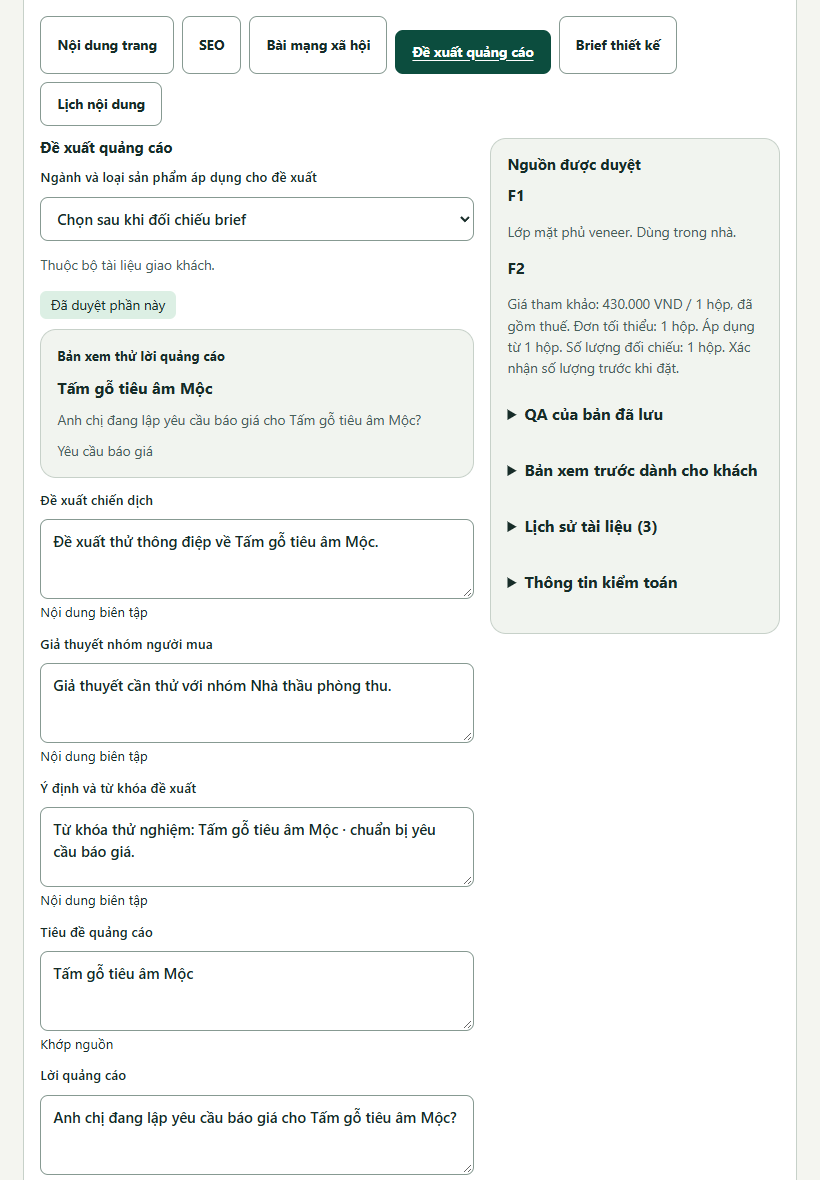 Nội dung trang
SEO
Bài mạng xã hội
Đề xuất quảng cáo
Brief thiết kế
Lịch nội dung
Đề xuất quảng cáo
Ngành và loại sản phẩm áp dụng cho đề xuất
Chọn sau khi đối chiếu brief
Thuộc bộ tài liệu giao khách.
Đã duyệt phần này
Bản xem thử lời quảng cáo
Tấm gỗ tiêu âm Mộc
Anh chị đang lập yêu cầu báo giá cho Tấm gỗ tiêu âm Mộc?
Yêu cầu báo giá
Đề xuất chiến dịch
Đề xuất thử thông điệp về Tấm gỗ tiêu âm Mộc.
Nội dung biên tập
Giả thuyết nhóm người mua
Giả thuyết cần thử với nhóm Nhà thầu phòng thu.
Nội dung biên tập
Ý định và từ khóa đề xuất
Từ khóa thử nghiệm: Tấm gỗ tiêu âm Mộc · chuẩn bị yêu
cầu báo giá.
Nội dung biên tập
Tiêu đề quảng cáo
Tấm gỗ tiêu âm Mộc
Khớp nguồn
Lời quảng cáo
Anh chị đang lập yêu cầu báo giá cho Tấm gỗ tiêu âm Mộc?
Nguồn được duyệt
F1
Lớp mặt phủ veneer. Dùng trong nhà.
F2
Giá tham khảo: 430.000 VND / 1 hộp, đã
gồm thuế. Đơn tối thiểu: 1 hộp. Áp dụng
từ 1 hộp. Số lượng đối chiếu: 1 hộp. Xác
nhận số lượng trước khi đặt.
QA của bản đã lưu
Bản xem trước dành cho khách
Lịch sử tài liệu (3)
Thông tin kiểm toán